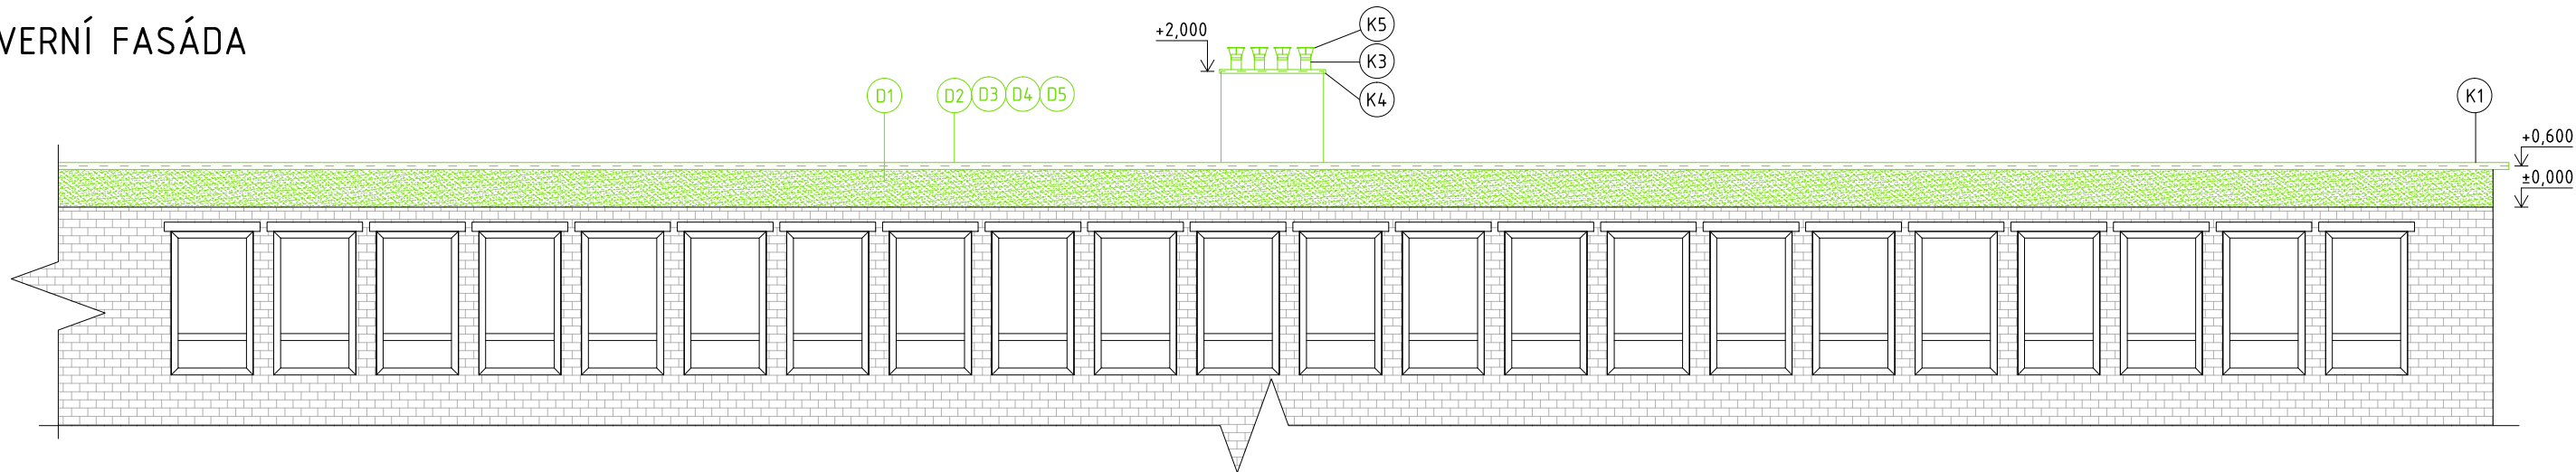 VERNÍ FASÁDA
+2,000
K5
K3
K4
D1
D2 D3 D4 D5
K1
+0,600
±0,000